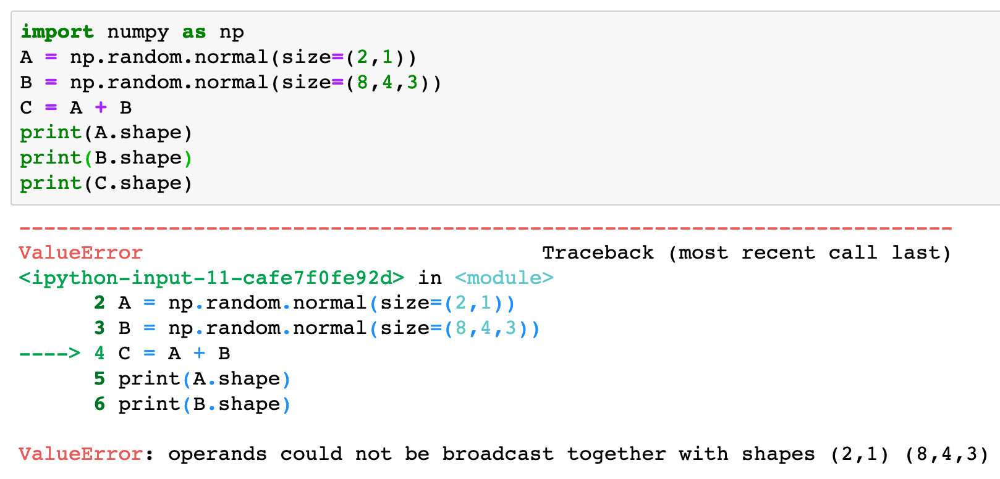 import numpy as np
A = np.random.normal(size=(2,1))
B = np.random.normal(size=(8,4,3))
C = A + B
print(A.shape)
print(B.shape)
print(C.shape)
---------------------------------------------------------------------------
ValueError                                Traceback (most recent call last)
<ipython-input-11-cafe7f0fe92d> in <module>
      2 A = np.random.normal(size=(2,1))
      3 B = np.random.normal(size=(8,4,3))
----> 4 C = A + B
      5 print(A.shape)
      6 print(B.shape)
ValueError: operands could not be broadcast together with shapes (2,1) (8,4,3)